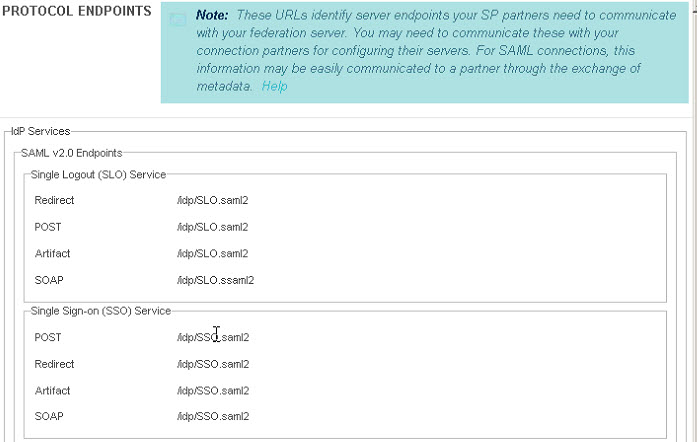 PROTOCOL ENDPOINTS
Note: These URLs identify server endpoints your SP partners need to communicate
with your federation server. You may need to communicate these with your
connection partners for configuring their servers. For SAML connections, this
information may be easily communicated to a partner through the exchange of
metadata. Help
IdP Services
SAML v2.0 Endpoints
Single Logout (SLO) Service
Redirect /idp/SLO.saml2
POST /idp/SLO.saml2
Artifact /idp/SLO.saml2
SOAP /idp/SLO.ssaml2
Single Sign-on (SSO) Service
POST /idp/SSO.saml2
Redirect /idp/SSO.saml2
Artifact /idp/SSO.saml2
SOAP /idp/SSO.saml2